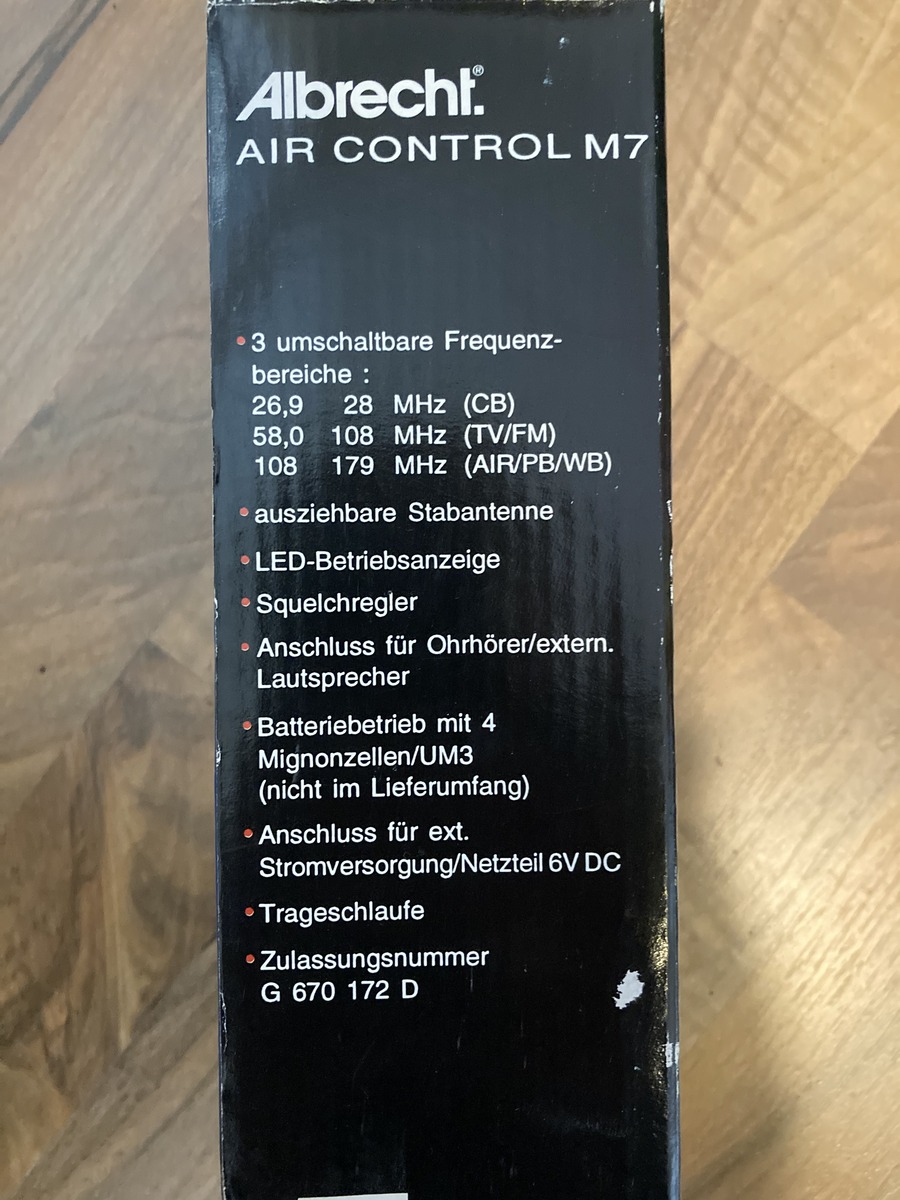 Albrecht®
AIR CONTROL M7
• 3 umschaltbare Frequenz-
bereiche :
26,9 28 MHz (CB)
58,0 108 MHz (TV/FM)
108 179 MHz (AIR/PB/WB)
• ausziehbare Stabantenne
• LED-Betriebsanzeige
• Squelchregler
• Anschluss für Ohrhörer/extern.
Lautsprecher
• Batteriebetrieb mit 4
Mignonzellen/UM3
(nicht im Lieferumfang)
• Anschluss für ext.
Stromversorgung/Netzteil 6V DC
• Trageschlaufe
• Zulassungsnummer
G 670 172 D